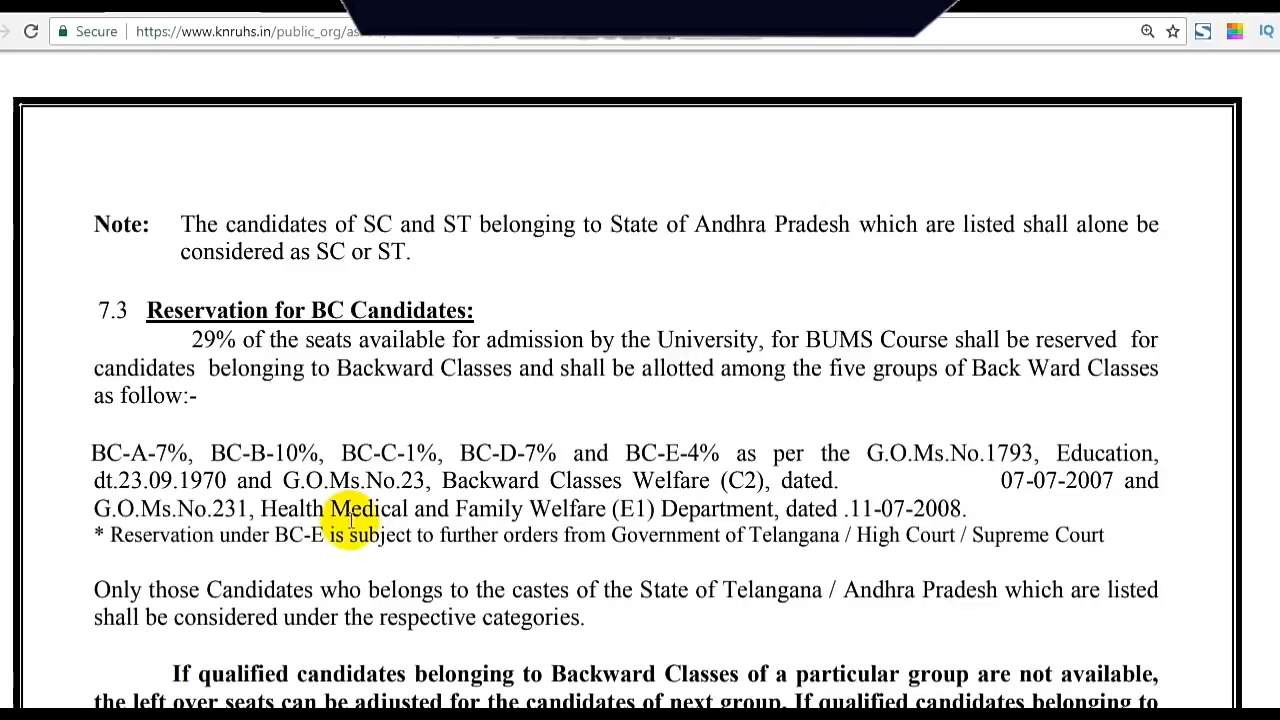 Secure https://www.knruhs.in/public_org/as
IQ
Note: The candidates of SC and ST belonging to State of Andhra Pradesh which are listed shall alone be
considered as SC or ST.
7.3 Reservation for BC Candidates:
29% of the seats available for admission by the University, for BUMS Course shall be reserved for
candidates belonging to Backward Classes and shall be allotted among the five groups of Back Ward Classes
as follow:-
BC-A-7%, BC-B-10%, BC-C-1%, BC-D-7% and BC-E-4% as per the G.O.Ms.No.1793, Education,
dt.23.09.1970 and G.O.Ms.No.23, Backward Classes Welfare (C2), dated. 07-07-2007 and
G.O.Ms.No.231, Health Medical and Family Welfare (E1) Department, dated .11-07-2008.
* Reservation under BC-E is subject to further orders from Government of Telangana / High Court / Supreme Court
Only those Candidates who belongs to the castes of the State of Telangana / Andhra Pradesh which are listed
shall be considered under the respective categories.
If qualified candidates belonging to Backward Classes of a particular group are not available,
the left over seats can be adjusted for the candidates of next group. If qualified candidates belonging to